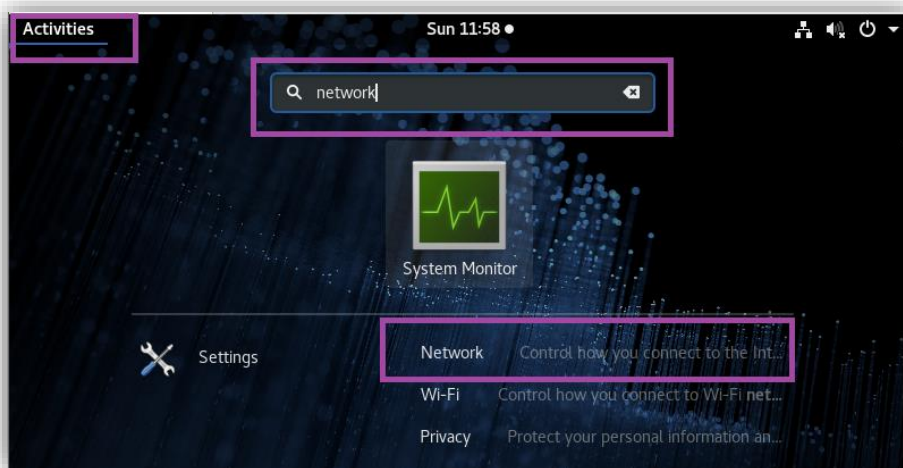 Activities Sun 11:58
network
System Monitor
Settings
Network Control how you connect to the Int...
Wi-Fi Control how you connect to Wi-Fi net...
Privacy Protect your personal information an...